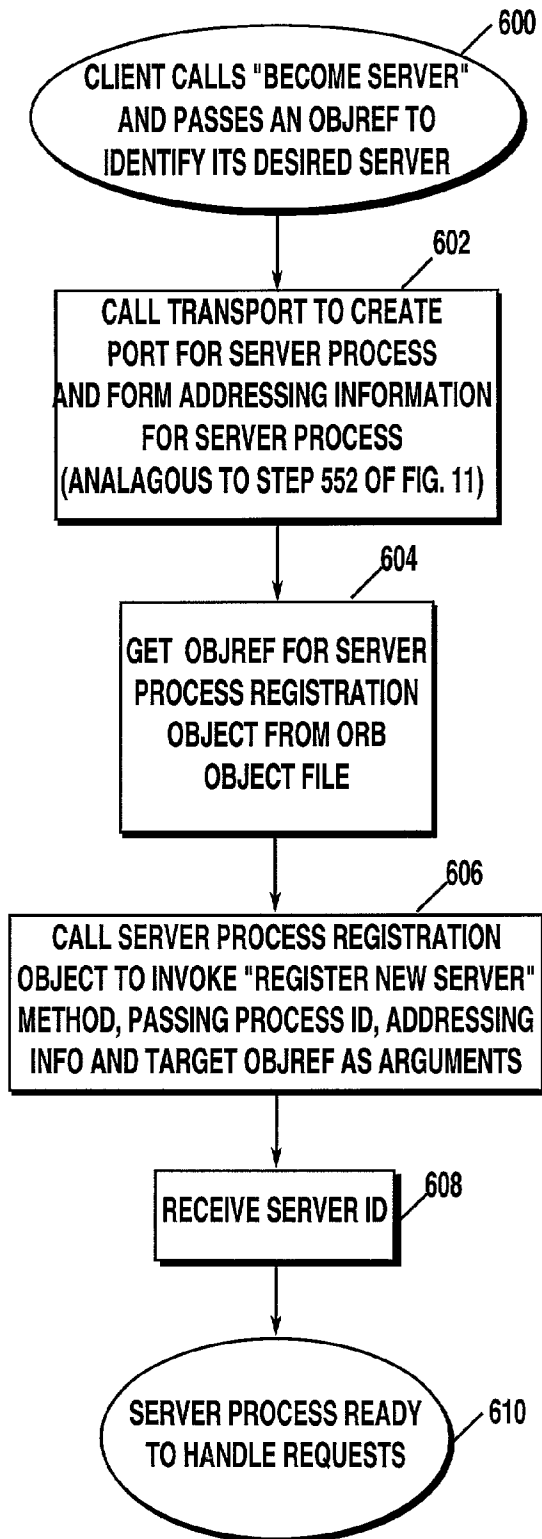 600
CLIENT CALLS "BECOME SERVER"
AND PASSES AN OBJREF TO
IDENTIFY ITS DESIRED SERVER
602
CALL TRANSPORT TO CREATE
PORT FOR SERVER PROCESS
AND FORM ADDRESSING INFORMATION
FOR SERVER PROCESS
(ANALAGOUS TO STEP 552 OF FIG. 11)
604
GET OBJREF FOR SERVER
PROCESS REGISTRATION
OBJECT FROM ORB
OBJECT FILE
606
CALL SERVER PROCESS REGISTRATION
OBJECT TO INVOKE "REGISTER NEW SERVER"
METHOD, PASSING PROCESS ID, ADDRESSING
INFO AND TARGET OBJREF AS ARGUMENTS
RECEIVE SERVER ID
608
SERVER PROCESS READY
TO HANDLE REQUESTS
610